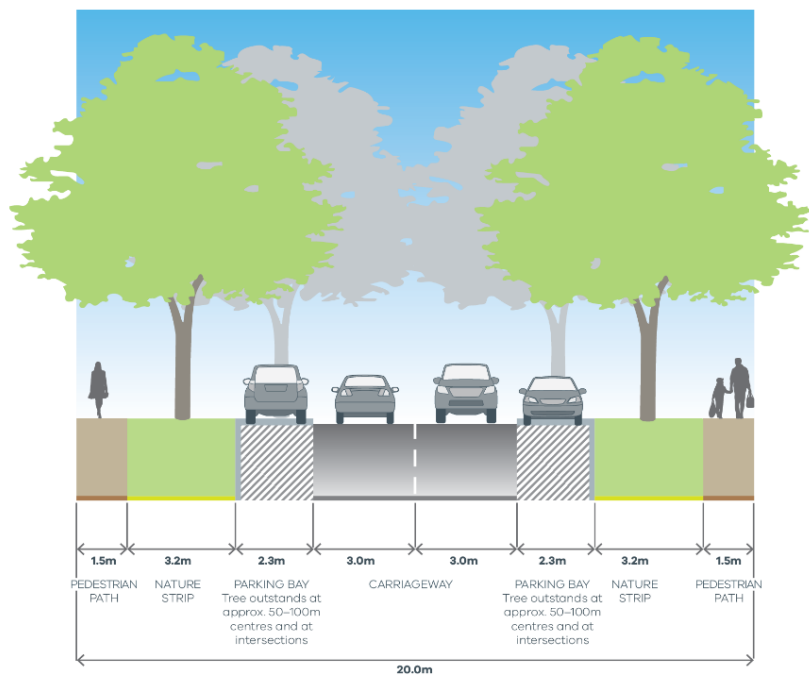 1.5m 3.2m 2.3m 3.0m 3.0m 2.3m 3.2m 1.5m
PEDESTRIAN
PATH
NATURE
STRIP
PARKING BAY
Tree outstands at
approx. 50–100m
centres and at
intersections
CARRIAGEWAY
PARKING BAY
Tree outstands at
approx. 50–100m
centres and at
intersections
NATURE
STRIP
PEDESTRIAN
PATH
20.0m